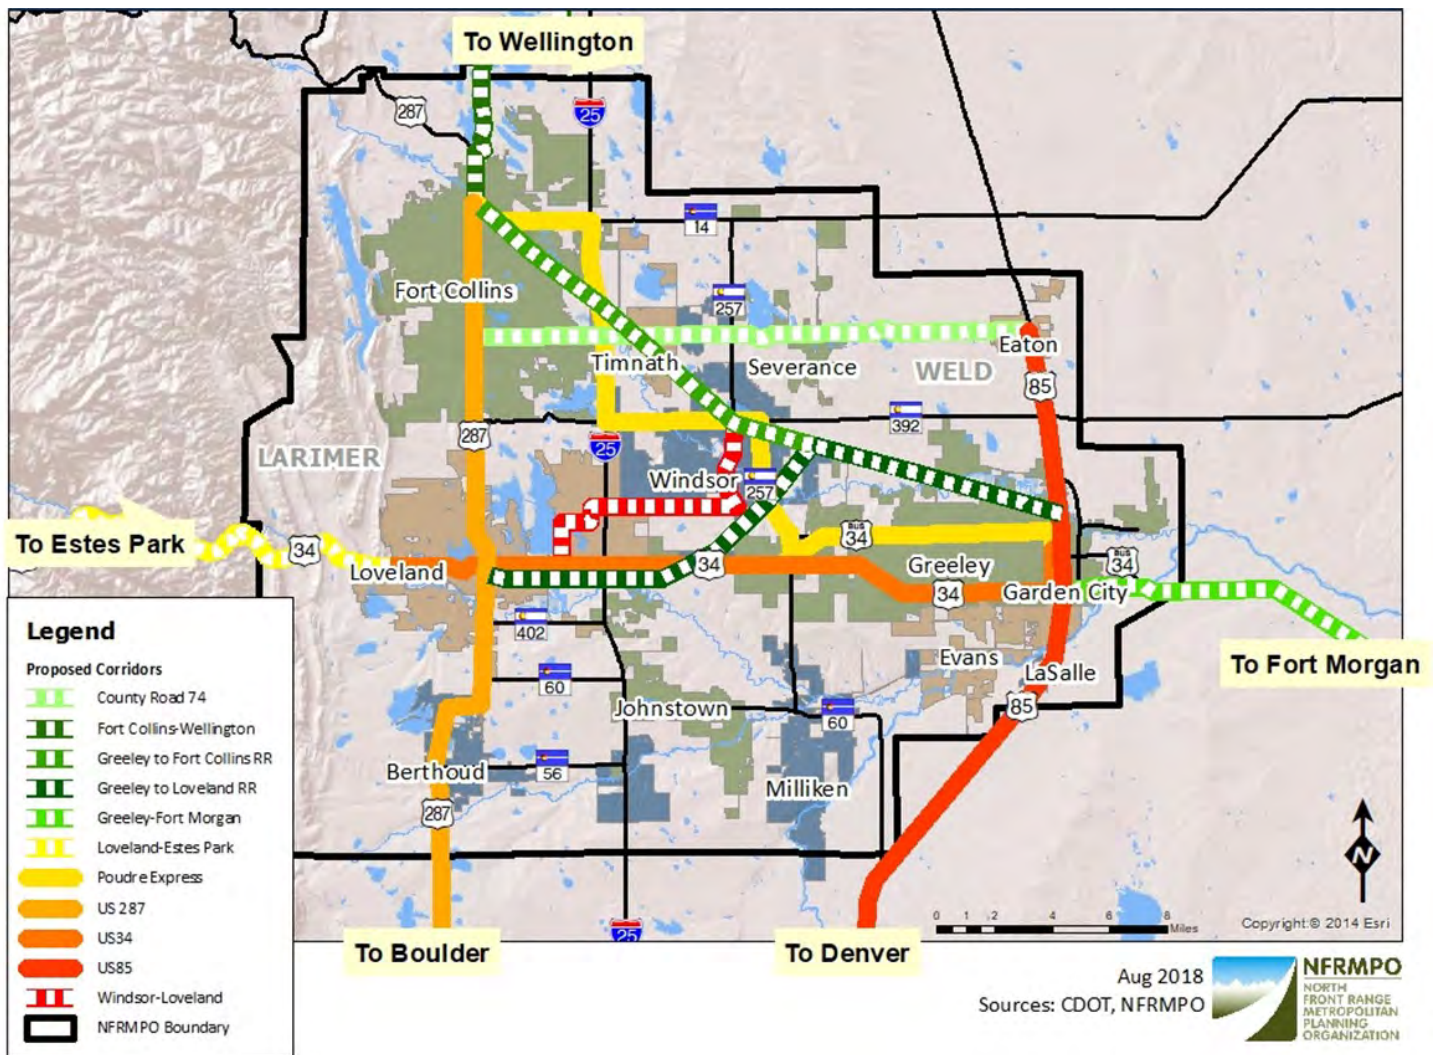 To Wellington
287
25
14
Fort Collins
257
Timnath
Severance
WELD
Eaton
85
287
25
392
LARIMER
Windsor
257
To Estes Park
34
Loveland
34
BUS
34
Greeley
34
Garden City
BUS
34
To Fort Morgan
402
Evans
60
LaSalle
Johnstown
60
85
Berthoud
56
Milliken
287
25
To Boulder
To Denver
Legend
Proposed Corridors
County Road 74
Fort Collins-Wellington
Greeley to Fort Collins RR
Greeley to Loveland RR
Greeley-Fort Morgan
Loveland-Estes Park
Poudre Express
US 287
US34
US85
Windsor-Loveland
NFRMPO Boundary
N
0 1 2 4 6 8
Miles
Copyright:© 2014 Esri
Aug 2018
Sources: CDOT, NFRMPO
NFRMPO
NORTH
FRONT RANGE
METROPOLITAN
PLANNING
ORGANIZATION